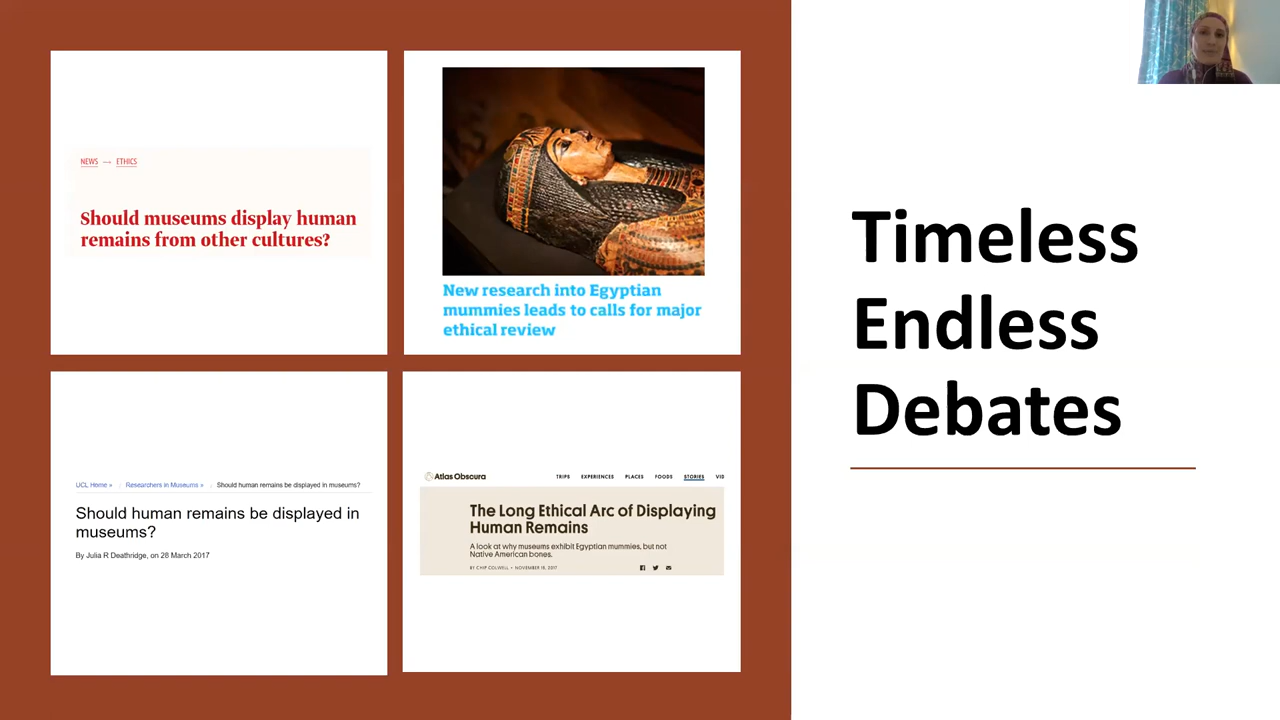 NEWS → ETHICS
Should museums display human
remains from other cultures?
New research into Egyptian
mummies leads to calls for major
ethical review
UCL Home » Researchers in Museums » Should human remains be displayed in museums?
Should human remains be displayed in
museums?
By Julia R Deathridge, on 28 March 2017
Atlas Obscura TRIPS EXPERIENCES PLACES FOODS STORIES VID
The Long Ethical Arc of Displaying
Human Remains
A look at why museums exhibit Egyptian mummies, but not
Native American bones.
BY CHIP COLWELL • NOVEMBER 16, 2017
Timeless
Endless
Debates